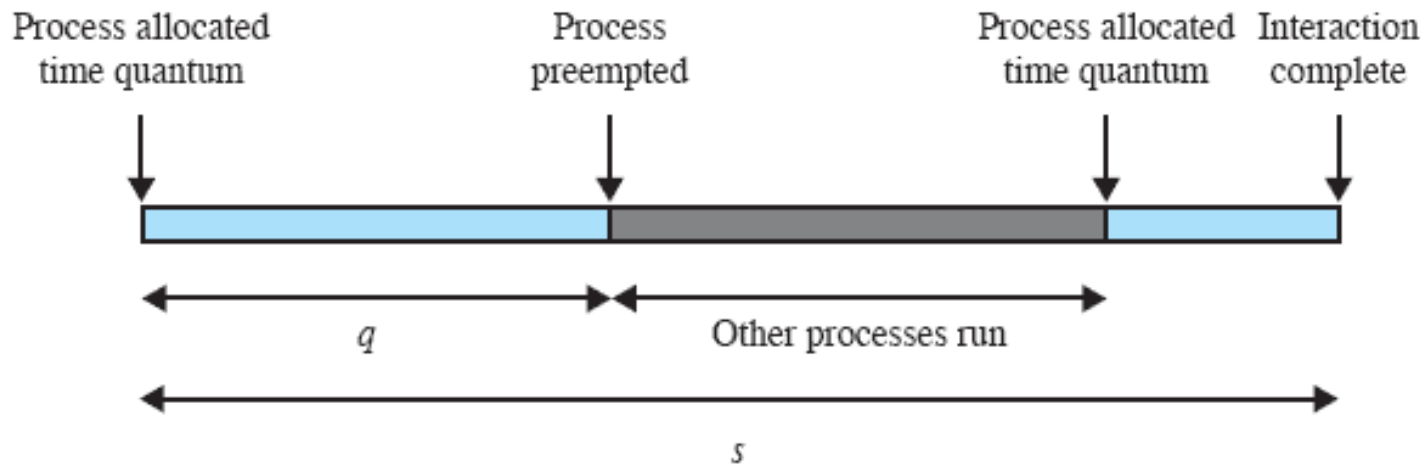 Process allocated
time quantum
Process
preempted
Process allocated
time quantum
Interaction
complete
q
Other processes run
s